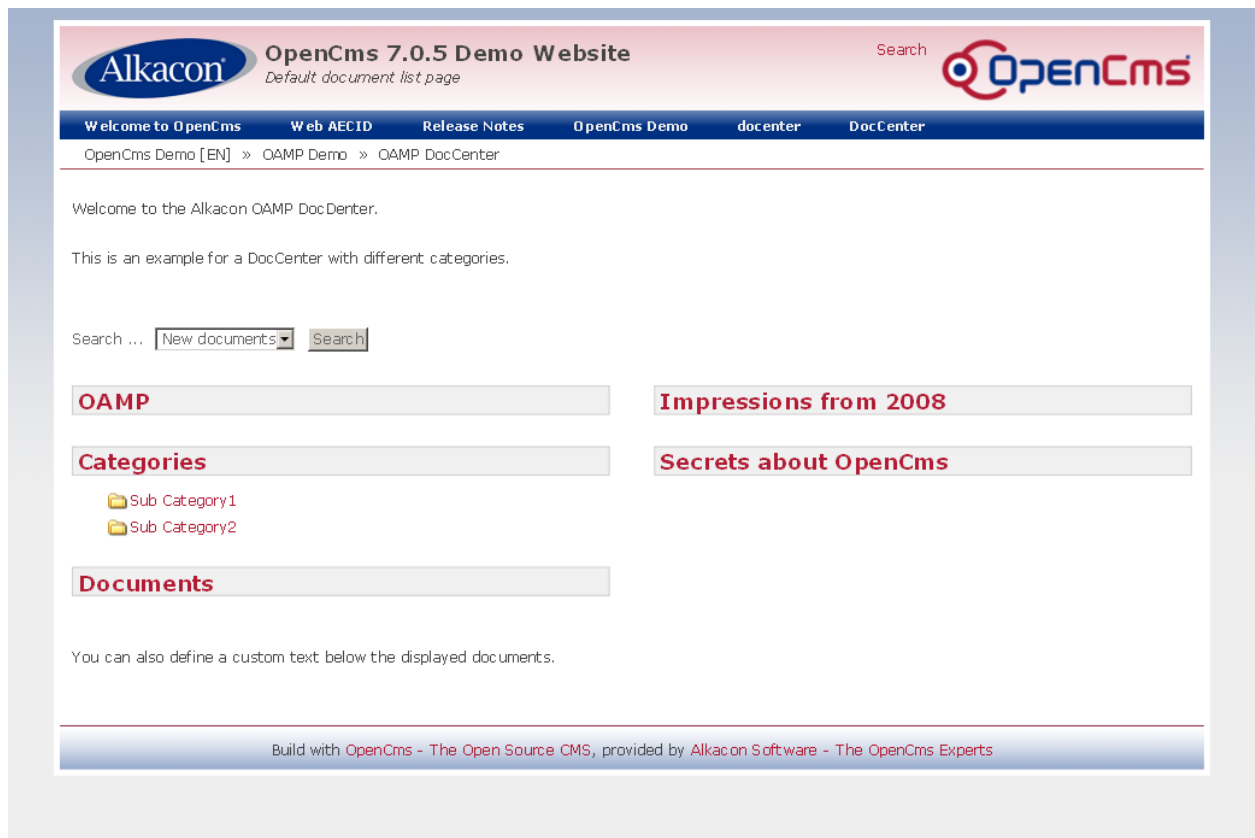 Alkacon
OpenCms 7.0.5 Demo Website
Default document list page
Search
OpenCms
Welcome to OpenCms Web AECID Release Notes OpenCms Demo docenter DocCenter
OpenCms Demo [EN] » OAMP Demo » OAMP DocCenter
Welcome to the Alkacon OAMP DocDenter.
This is an example for a DocCenter with different categories.
Search ... New documents Search
OAMP
Impressions from 2008
Categories
Secrets about OpenCms
Sub Category1
Sub Category2
Documents
You can also define a custom text below the displayed documents.
Build with OpenCms - The Open Source CMS, provided by Alkacon Software - The OpenCms Experts